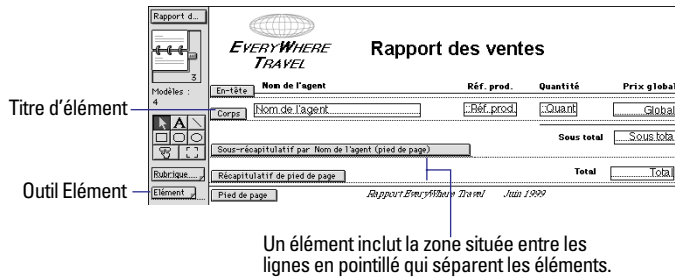 Rapport d...
3
Modèles :
4
Rubrique...
Elément
Titre d'élément
Outil Elément
EVERYWHERE
TRAVEL
Rapport des ventes
Nom de l'agent Réf. prod. Quantité Prix global
En-tête
Corps Nom de l'agent ::Réf. prod. ::Quant Global
Sous total Sous tota
Sous-récapitulatif par Nom de l'agent (pied de page)
Récapitulatif de pied de page Total Total
Pied de page Rapport EveryWhere Travel Juin 1999
Un élément inclut la zone située entre les
lignes en pointillé qui séparent les éléments.